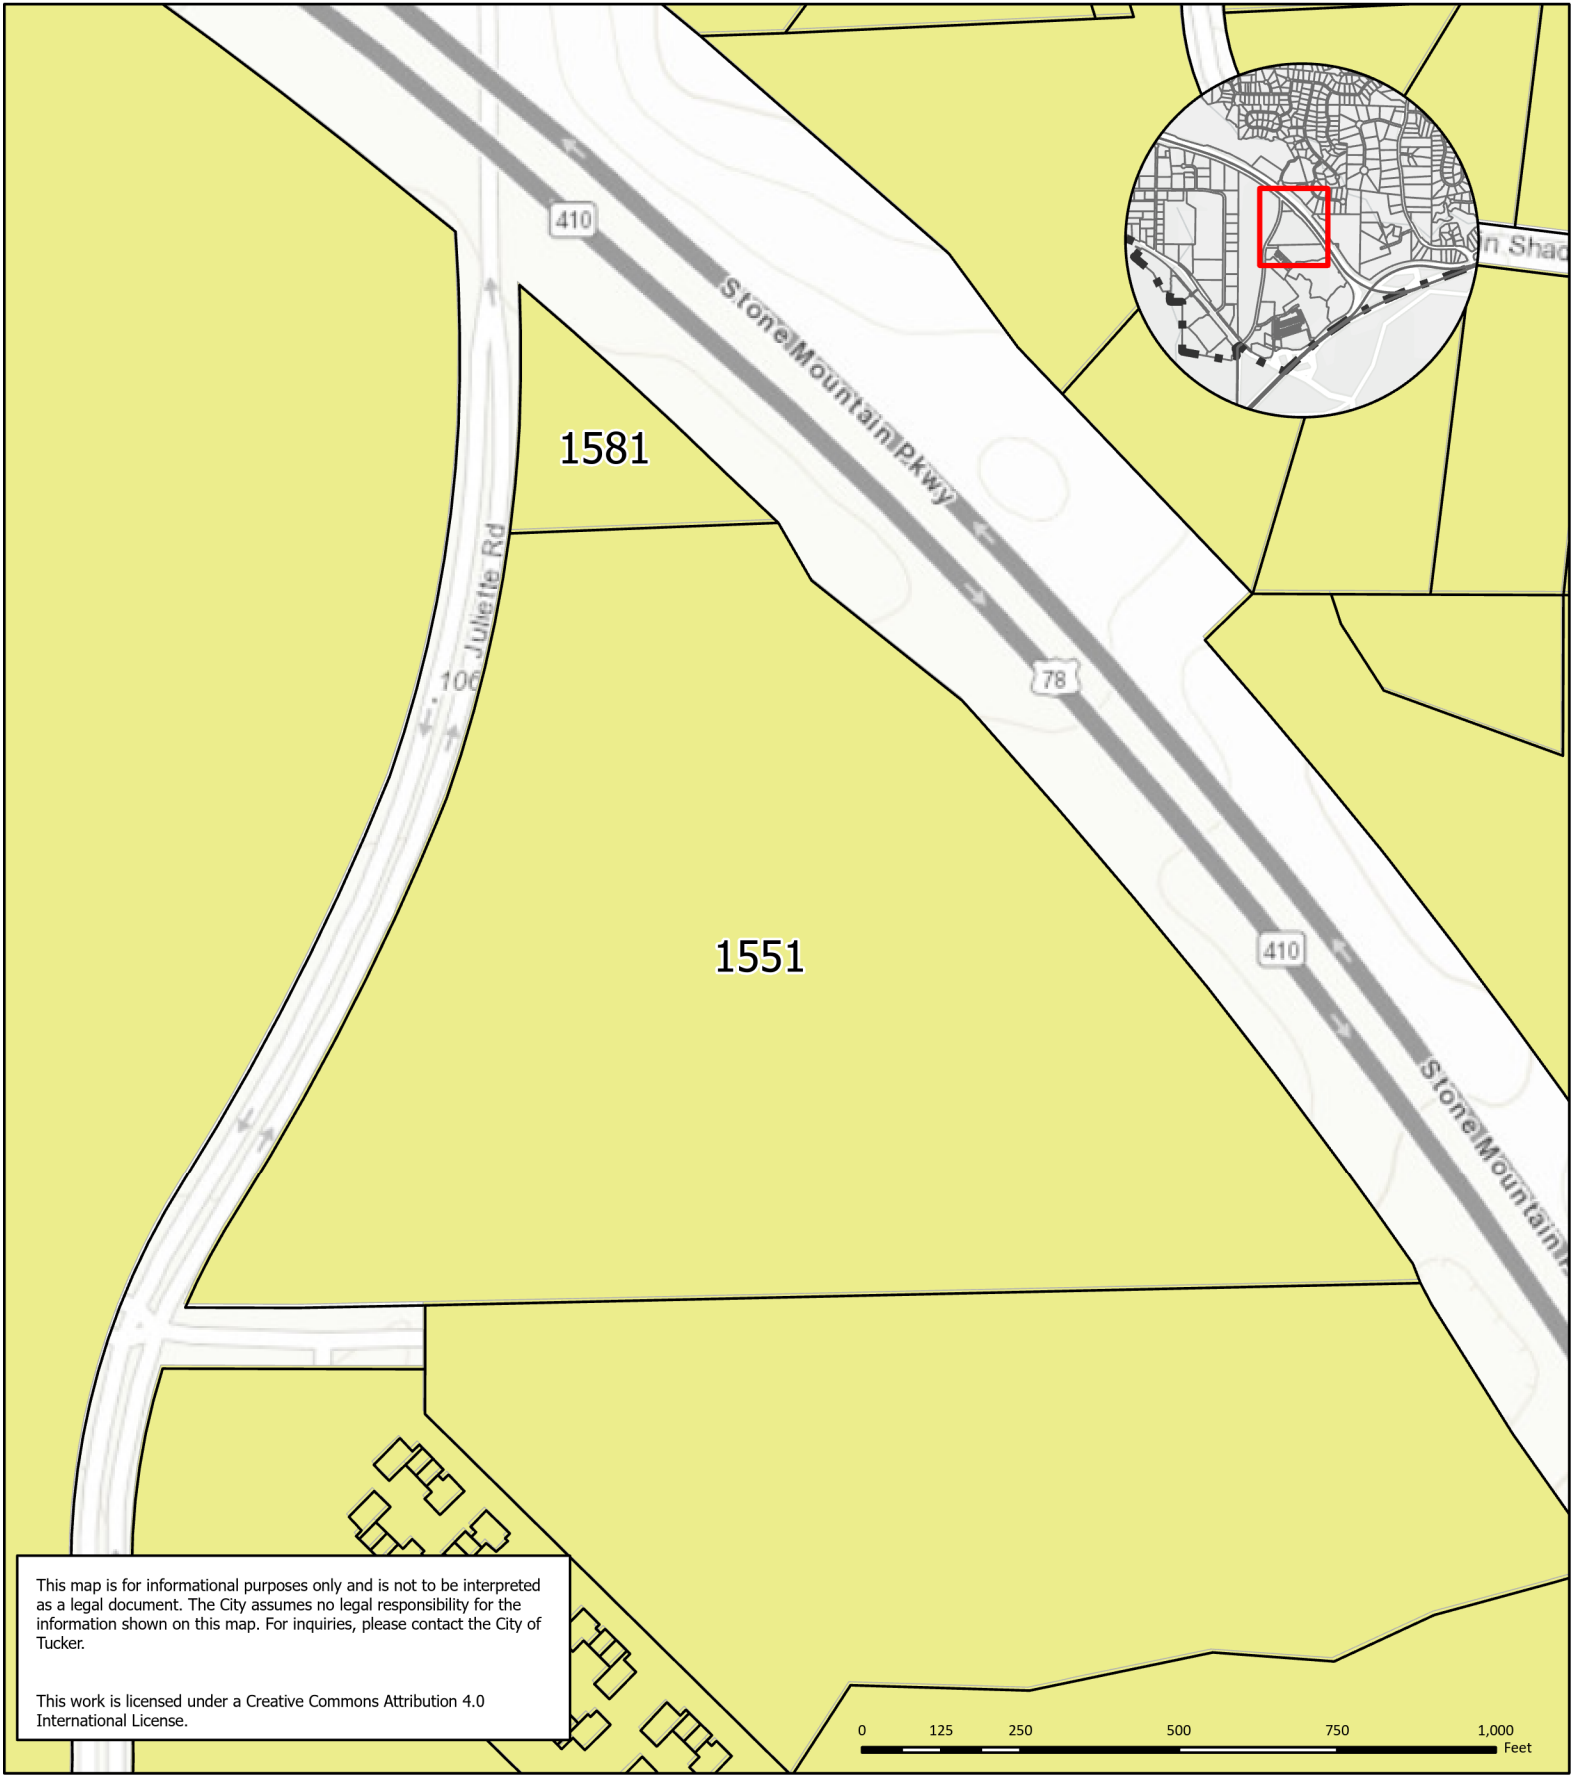 410
Stone Mountain Pkwy
n Shad
1581
Juliette Rd
106
78
1551
410
Stone Mountain
This map is for informational purposes only and is not to be interpreted
as a legal document. The City assumes no legal responsibility for the
information shown on this map. For inquiries, please contact the City of
Tucker.
This work is licensed under a Creative Commons Attribution 4.0
International License.
0 125 250 500 750 1,000
Feet